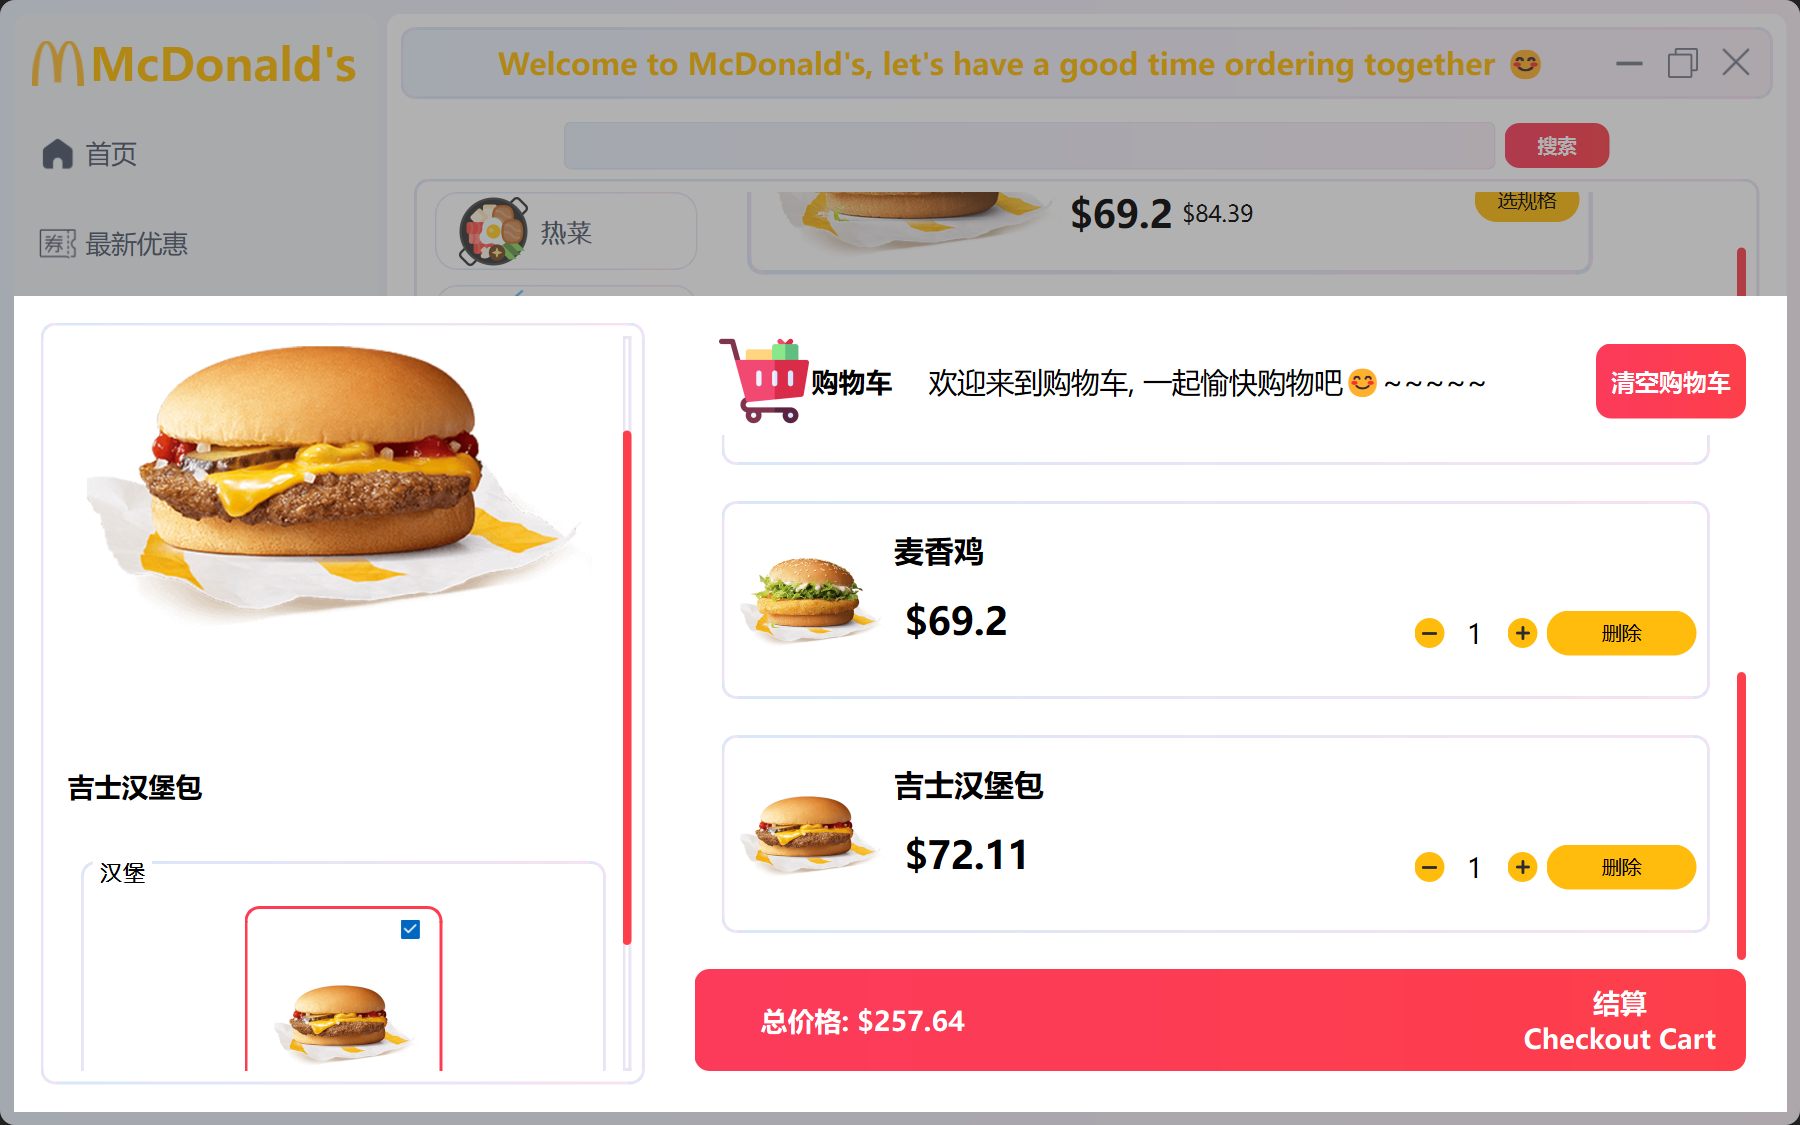 McDonald's
Welcome to McDonald's, let's have a good time ordering together 😊
首页
搜索
热菜
$69.2 $84.39
选规格
券 最新优惠
购物车
欢迎来到购物车, 一起愉快购物吧😊~~~~~
清空购物车
麦香鸡
$69.2
1
删除
吉士汉堡包
吉士汉堡包
$72.11
1
删除
汉堡
总价格: $257.64
结算
Checkout Cart